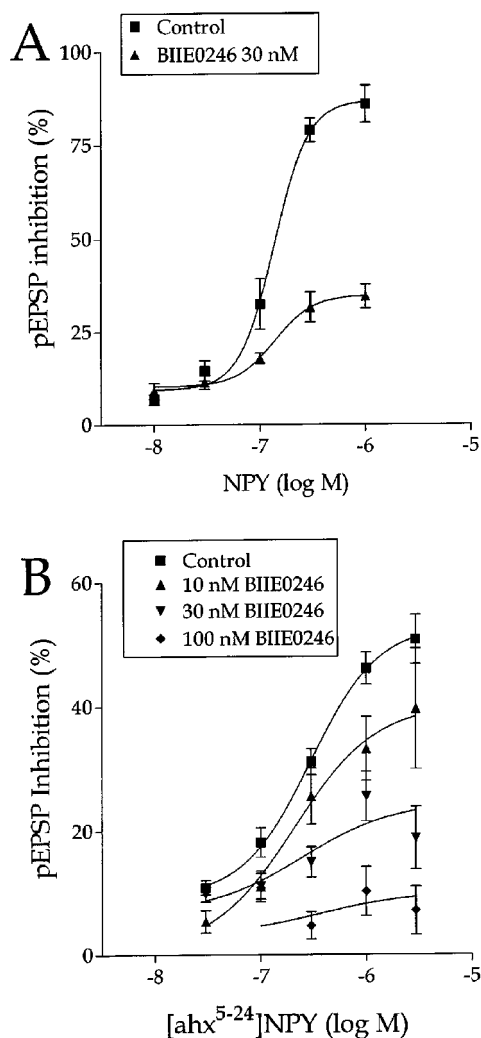 A
Control
BIIE0246 30 nM
100
75
50
25
0
pEPSP inhibition (%)
-8 -7 -6 -5
NPY (log M)
B
Control
10 nM BIIE0246
30 nM BIIE0246
100 nM BIIE0246
60
40
20
0
pEPSP Inhibition (%)
-8 -7 -6 -5
[ahx⁵⁻²⁴]NPY (log M)